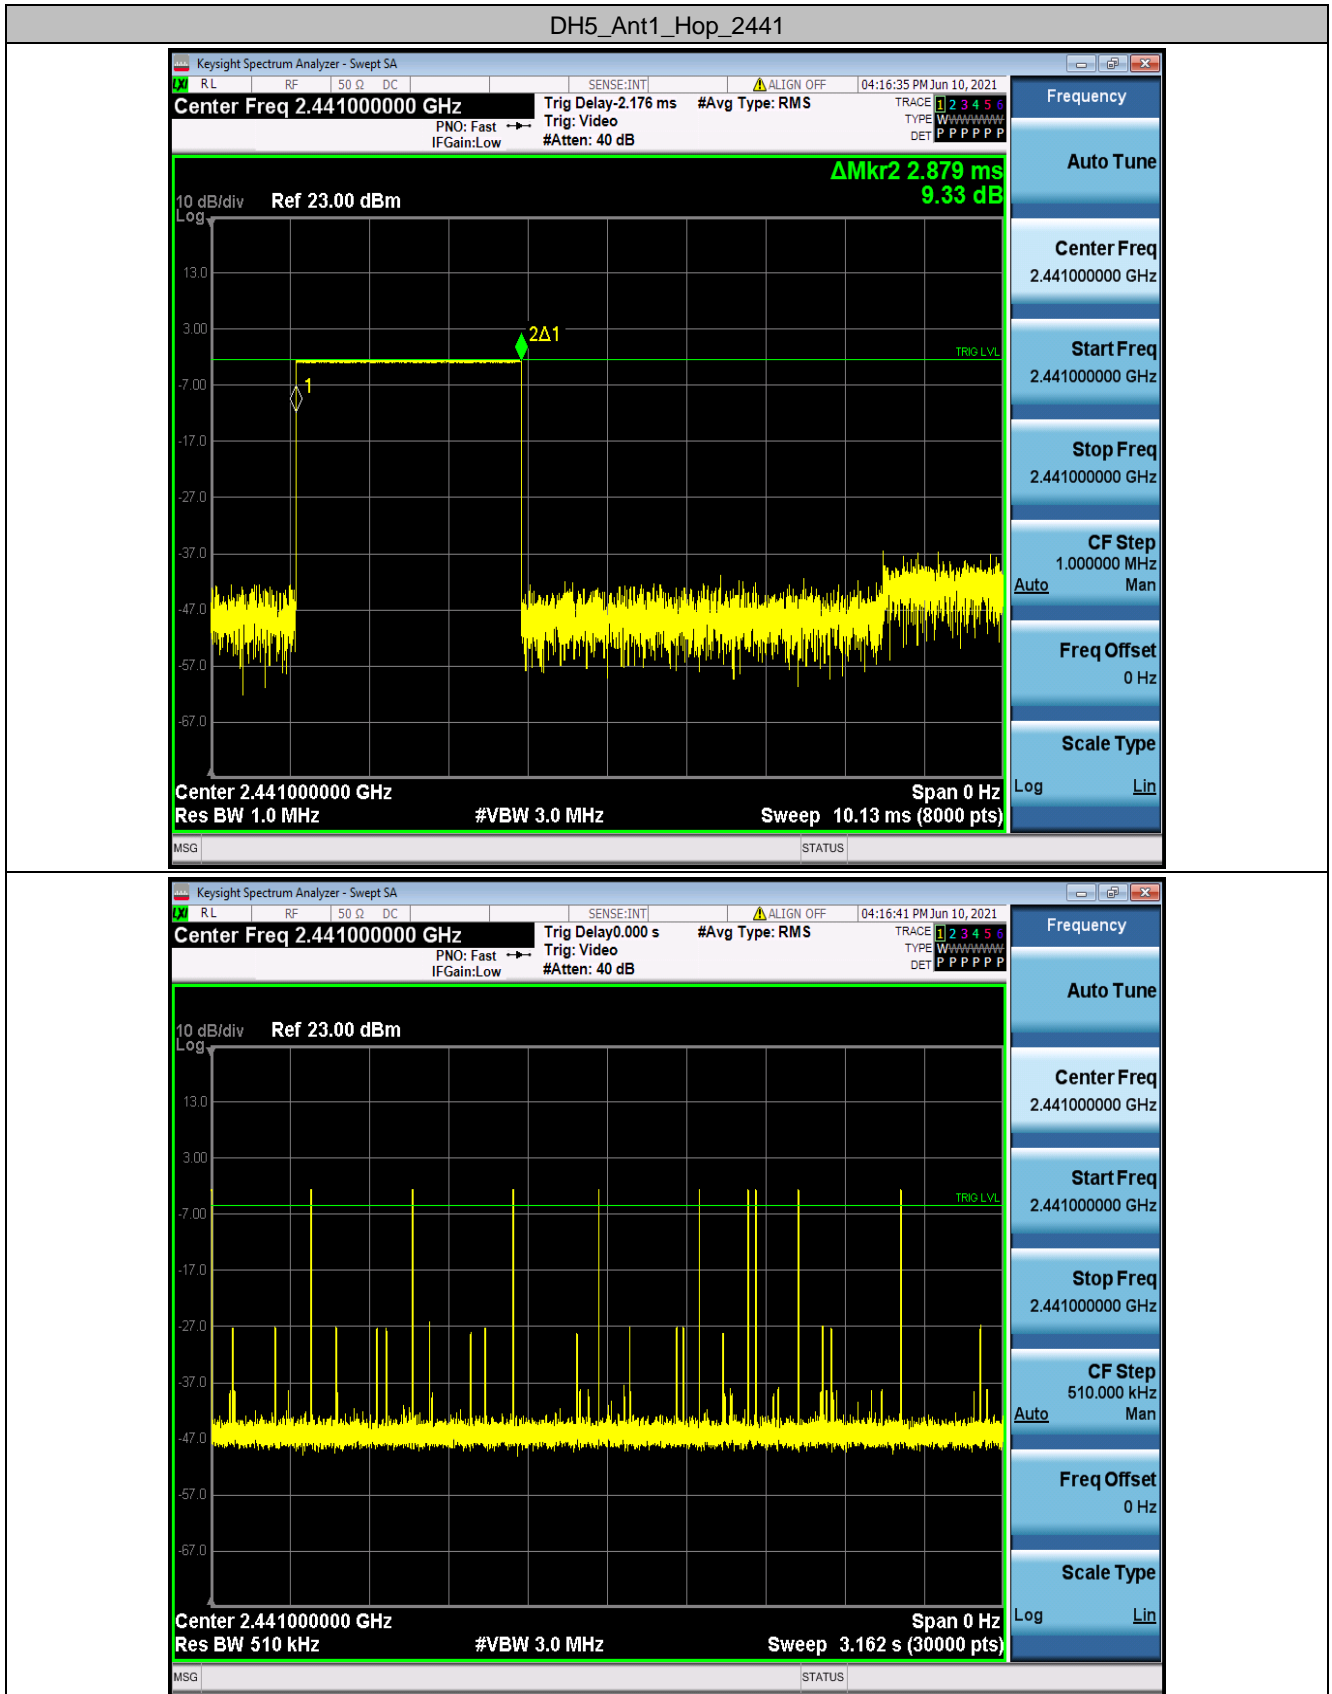 DH5_Ant1_Hop_2441
Keysight Spectrum Analyzer - Swept SA
LXI RL RF 50 Ω DC SENSE:INT ALIGN OFF 04:16:35 PM Jun 10, 2021
Center Freq 2.441000000 GHz
PNO: Fast
IFGain:Low
Trig Delay-2.176 ms
Trig: Video
#Atten: 40 dB
#Avg Type: RMS
TRACE 1 2 3 4 5 6
TYPE WWWWWW
DET P P P P P P
ΔMkr2 2.879 ms
9.33 dB
10 dB/div Ref 23.00 dBm
Log
13.0
3.00
-7.00
-17.0
-27.0
-37.0
-47.0
-57.0
-67.0
2Δ1
1
TRIG LVL
Center 2.441000000 GHz Span 0 Hz
Res BW 1.0 MHz #VBW 3.0 MHz Sweep 10.13 ms (8000 pts)
MSG STATUS
Frequency
Auto Tune
Center Freq
2.441000000 GHz
Start Freq
2.441000000 GHz
Stop Freq
2.441000000 GHz
CF Step
1.000000 MHz
Auto Man
Freq Offset
0 Hz
Scale Type
Log Lin
Keysight Spectrum Analyzer - Swept SA
LXI RL RF 50 Ω DC SENSE:INT ALIGN OFF 04:16:41 PM Jun 10, 2021
Center Freq 2.441000000 GHz
PNO: Fast
IFGain:Low
Trig Delay0.000 s
Trig: Video
#Atten: 40 dB
#Avg Type: RMS
TRACE 1 2 3 4 5 6
TYPE WWWWWW
DET P P P P P P
10 dB/div Ref 23.00 dBm
Log
13.0
3.00
-7.00
-17.0
-27.0
-37.0
-47.0
-57.0
-67.0
TRIG LVL
Center 2.441000000 GHz Span 0 Hz
Res BW 510 kHz #VBW 3.0 MHz Sweep 3.162 s (30000 pts)
MSG STATUS
Frequency
Auto Tune
Center Freq
2.441000000 GHz
Start Freq
2.441000000 GHz
Stop Freq
2.441000000 GHz
CF Step
510.000 kHz
Auto Man
Freq Offset
0 Hz
Scale Type
Log Lin